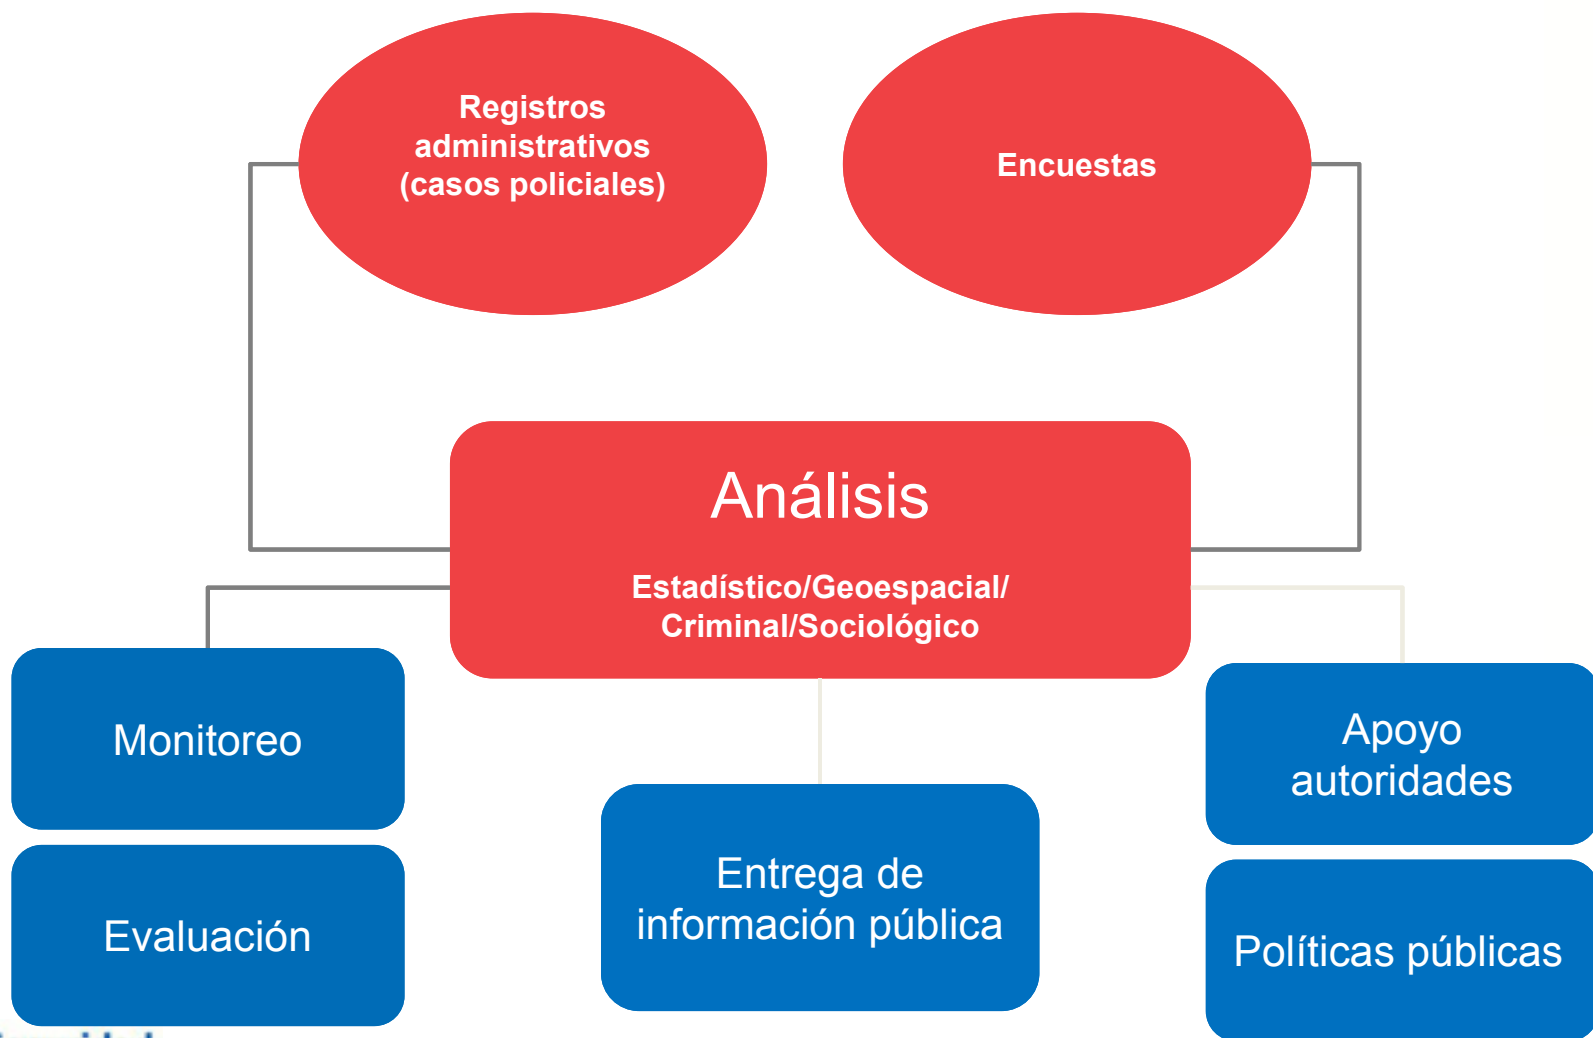 Registros
administrativos
(casos policiales)
Encuestas
Análisis
Estadístico/Geoespacial/
Criminal/Sociológico
Monitoreo
Evaluación
Entrega de
información pública
Apoyo
autoridades
Políticas públicas